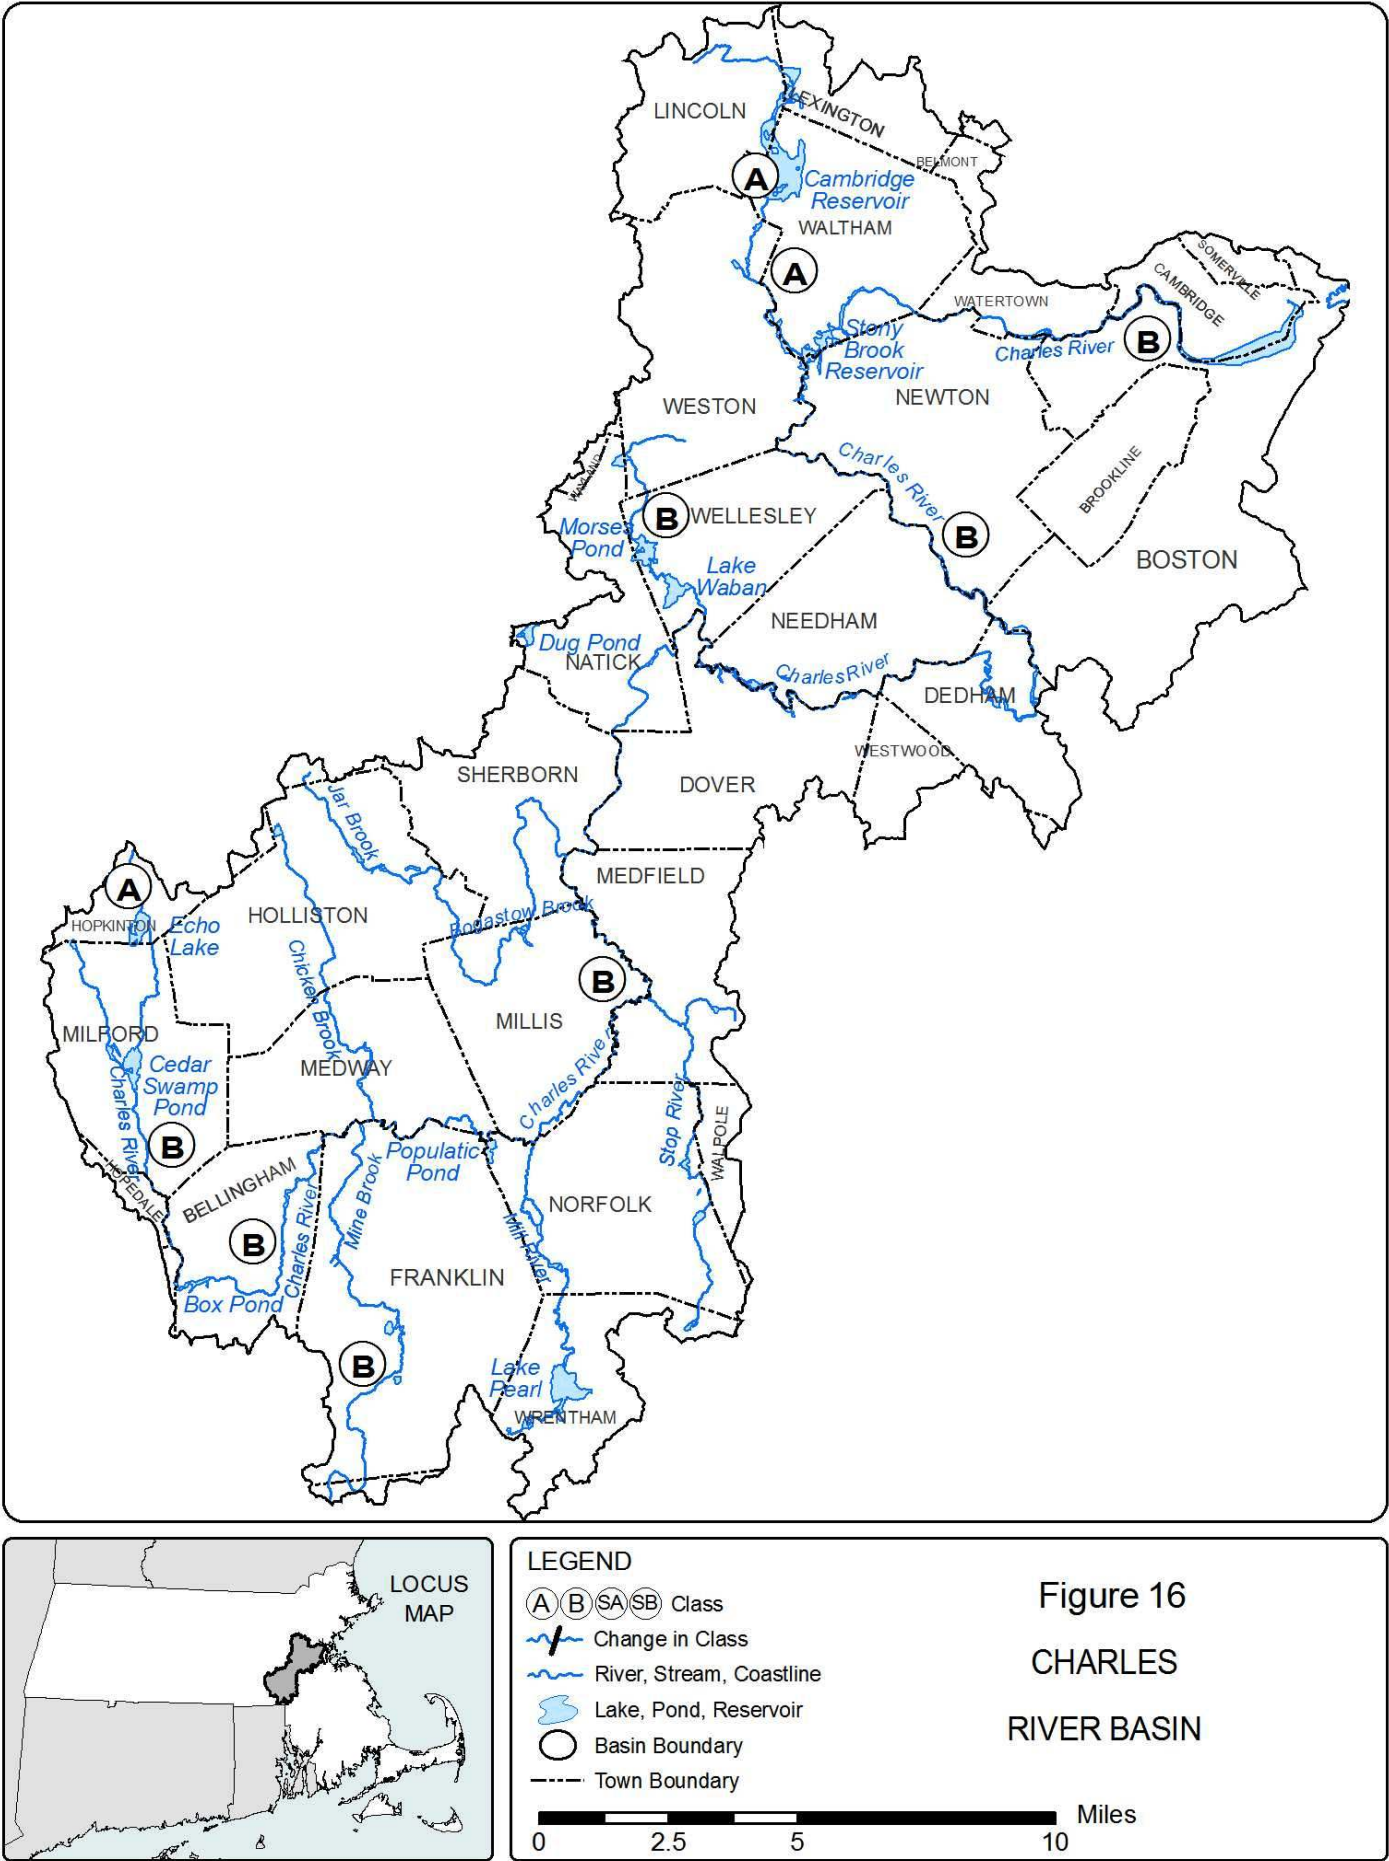 LINCOLN
LEXINGTON
BELMONT
A
Cambridge
Reservoir
WALTHAM
A
SOMERVILLE
CAMBRIDGE
WATERTOWN
Stony
Brook
Reservoir
Charles River
B
WESTON
NEWTON
WAYLAND
Charles River
BROOKLINE
B
WELLESLEY
Morses
Pond
B
BOSTON
Lake
Waban
NEEDHAM
Dug Pond
NATICK
Charles River
DEDHAM
WESTWOOD
SHERBORN
DOVER
Jar Brook
MEDFIELD
A
HOPKINTON
Echo
Lake
HOLLISTON
Bogastow Brook
Chicken Brook
B
MILLIS
MILFORD
Cedar
Swamp
Pond
MEDWAY
Charles River
Charles River
B
Stop River
WALPOLE
Populatic
Pond
HOPEDALE
BELLINGHAM
Mine Brook
NORFOLK
Charles River
B
Mill River
FRANKLIN
Box Pond
B
Lake
Pearl
WRENTHAM
LOCUS
MAP
LEGEND
A B SA SB Class
Change in Class
River, Stream, Coastline
Lake, Pond, Reservoir
Basin Boundary
Town Boundary
Miles
0 2.5 5 10
Figure 16
CHARLES
RIVER BASIN